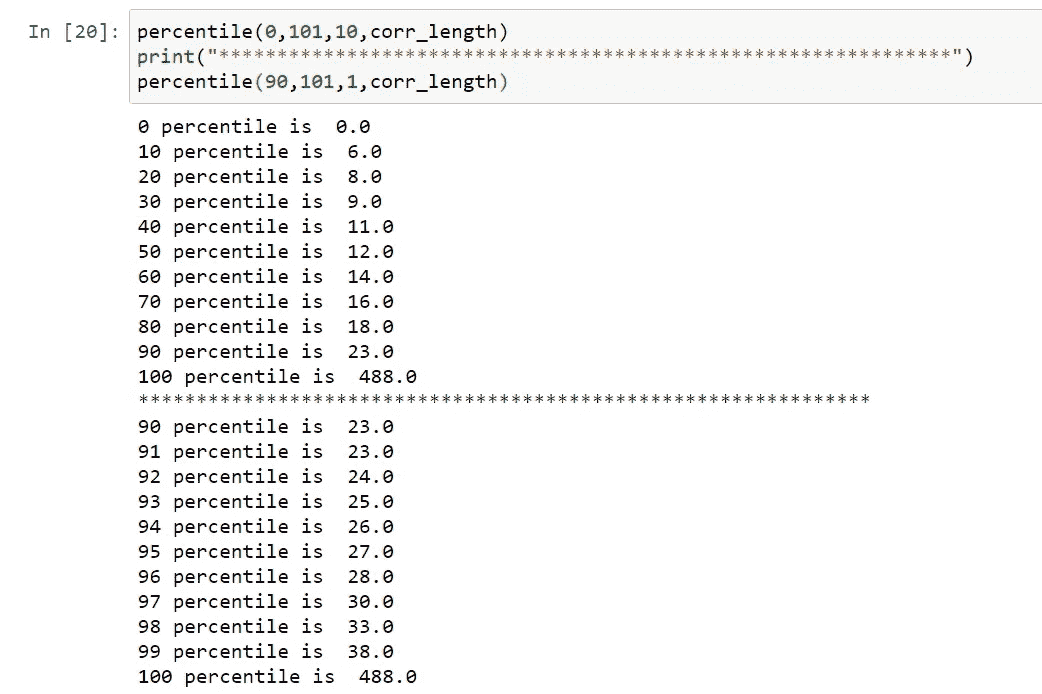 In [20]: percentile(0,101,10,corr_length)
print("***************************************************************")
percentile(90,101,1,corr_length)
0 percentile is  0.0
10 percentile is  6.0
20 percentile is  8.0
30 percentile is  9.0
40 percentile is  11.0
50 percentile is  12.0
60 percentile is  14.0
70 percentile is  16.0
80 percentile is  18.0
90 percentile is  23.0
100 percentile is  488.0
***************************************************************
90 percentile is  23.0
91 percentile is  23.0
92 percentile is  24.0
93 percentile is  25.0
94 percentile is  26.0
95 percentile is  27.0
96 percentile is  28.0
97 percentile is  30.0
98 percentile is  33.0
99 percentile is  38.0
100 percentile is  488.0